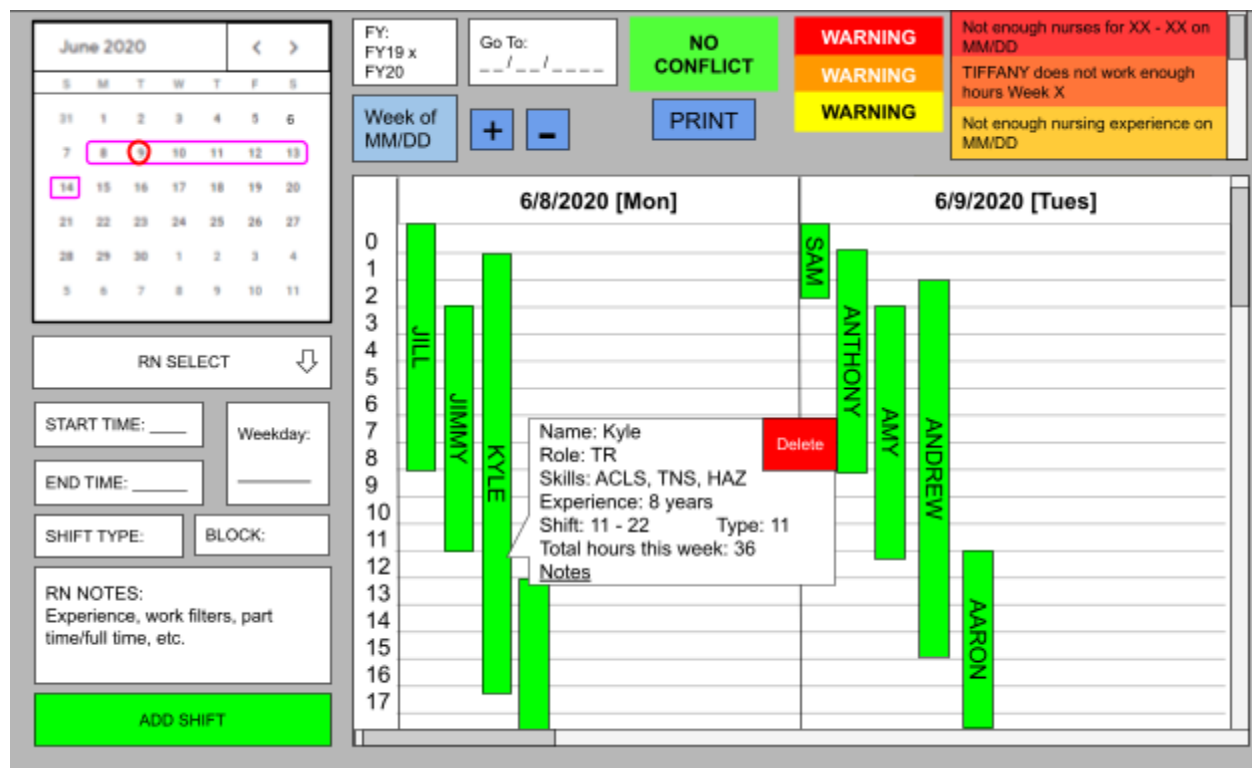 June 2020 < >
S M T W T F S
31 1 2 3 4 5 6
7 8 9 10 11 12 13
14 15 16 17 18 19 20
21 22 23 24 25 26 27
28 29 30 1 2 3 4
5 6 7 8 9 10 11
RN SELECT
START TIME: ____
END TIME: ______
Weekday:
________
SHIFT TYPE:
BLOCK:
RN NOTES:
Experience, work filters, part
time/full time, etc.
ADD SHIFT
FY:
FY19 x
FY20
Go To:
__/__/____
NO
CONFLICT
WARNING
WARNING
WARNING
Not enough nurses for XX - XX on
MM/DD
TIFFANY does not work enough
hours Week X
Not enough nursing experience on
MM/DD
Week of
MM/DD
+
-
PRINT
6/8/2020 [Mon]
6/9/2020 [Tues]
0
1
2
3
4
5
6
7
8
9
10
11
12
13
14
15
16
17
JILL
JIMMY
KYLE
Name: Kyle
Role: TR
Skills: ACLS, TNS, HAZ
Experience: 8 years
Shift: 11 - 22 Type: 11
Total hours this week: 36
Notes
Delete
SAM
ANTHONY
AMY
ANDREW
AARON